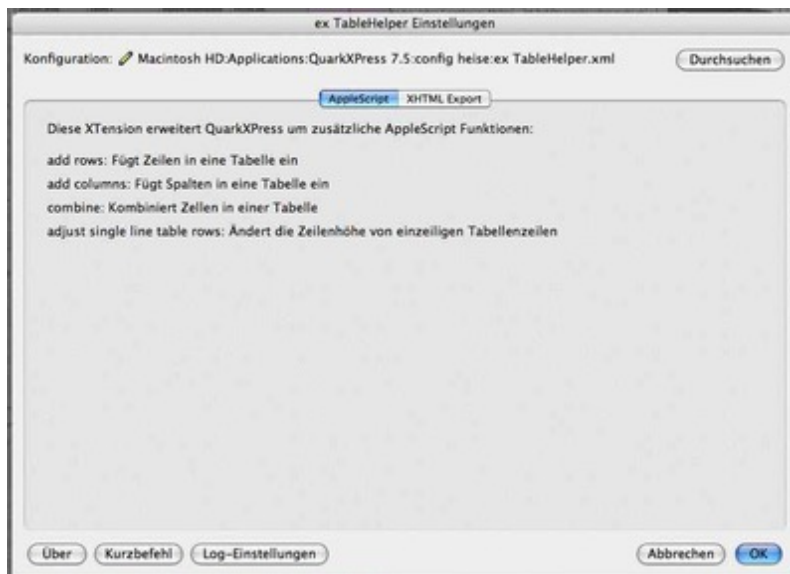 ex TableHelper Einstellungen
Konfiguration: Macintosh HD:Applications:QuarkXPress 7.5:config heise:ex TableHelper.xml Durchsuchen
AppleScript XHTML Export
Diese XTension erweitert QuarkXPress um zusätzliche AppleScript Funktionen:
add rows: Fügt Zeilen in eine Tabelle ein
add columns: Fügt Spalten in eine Tabelle ein
combine: Kombiniert Zellen in einer Tabelle
adjust single line table rows: Ändert die Zeilenhöhe von einzeiligen Tabellenzeilen
Über Kurzbefehl Log-Einstellungen Abbrechen OK